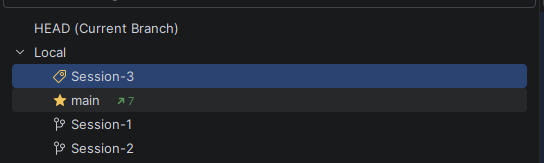 HEAD (Current Branch)
Local
Session-3
main 7
Session-1
Session-2